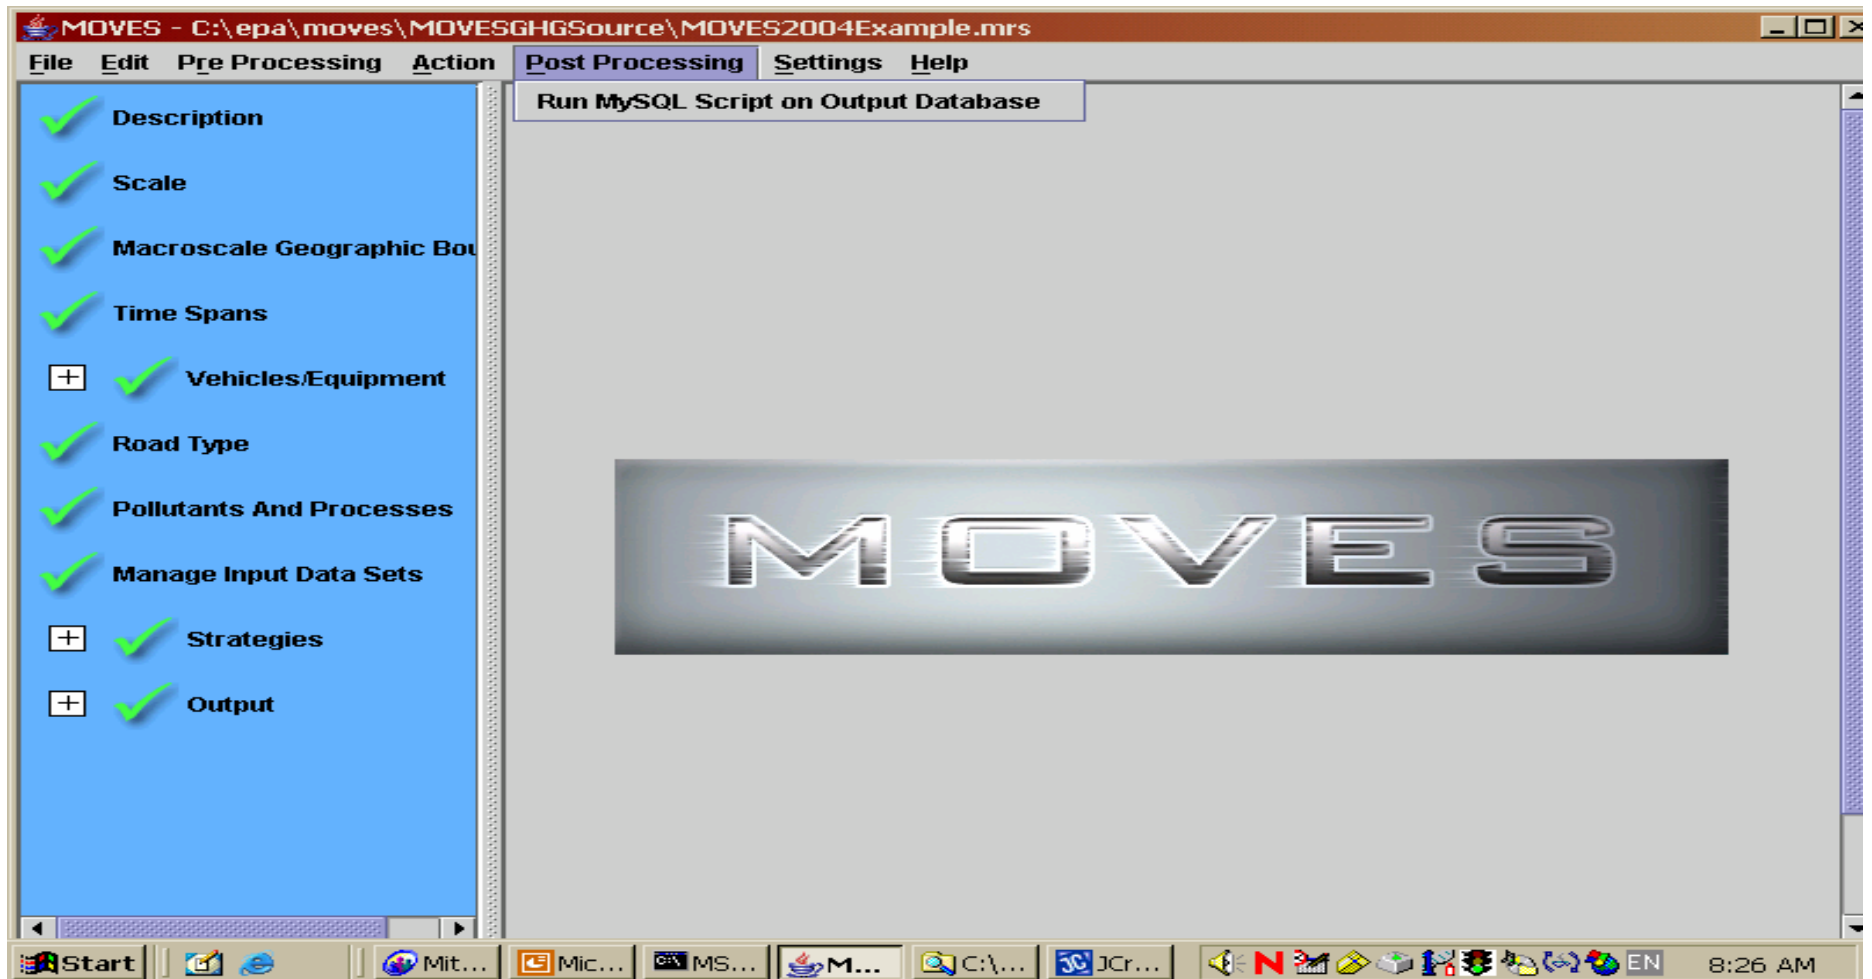 MOVES - C:\epa\moves\MOVESGHGSource\MOVES2004Example.mrs
File Edit Pre Processing Action Post Processing Settings Help
Run MySQL Script on Output Database
Description
Scale
Macroscale Geographic Bou
Time Spans
Vehicles/Equipment
Road Type
Pollutants And Processes
Manage Input Data Sets
Strategies
Output
MOVES
Start Mit... Mic... MS... M... C:\... JCr... N EN 8:26 AM